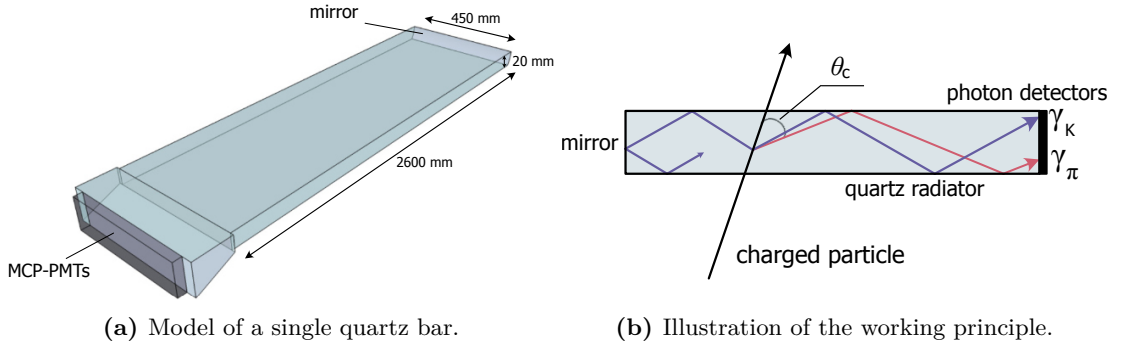 mirror
450 mm
20 mm
2600 mm
MCP-PMTs
(a) Model of a single quartz bar.
θc
photon detectors
mirror
γK
γπ
quartz radiator
charged particle
(b) Illustration of the working principle.